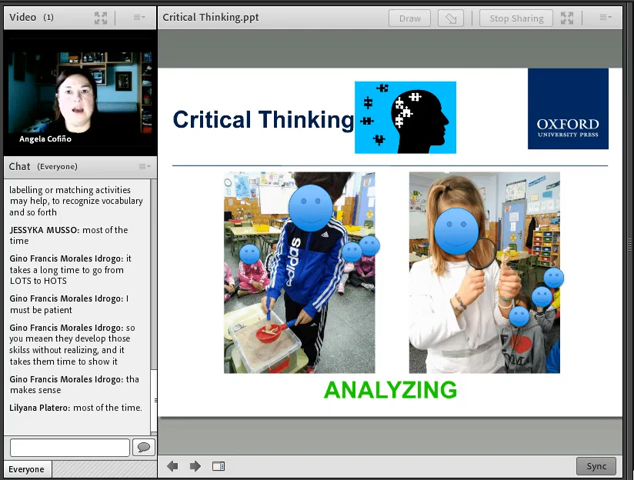 Video (1)
Angela Cofiño
Chat (Everyone)
labelling or matching activities
may help, to recognize vocabulary
and so forth
JESSYKA MUSSO: most of the
time
Gino Francis Morales Idrogo: it
takes a long time to go from
LOTS to HOTS
Gino Francis Morales Idrogo: I
must be patient
Gino Francis Morales Idrogo: so
you meaen they develop those
skilsls without realizing, and it
takes them time to show it
Gino Francis Morales Idrogo: tha
makes sense
Lilyana Platero: most of the time.
Everyone
Critical Thinking.ppt
Draw
Stop Sharing
Critical Thinking
OXFORD
UNIVERSITY PRESS
adidas
ANALYZING
Sync